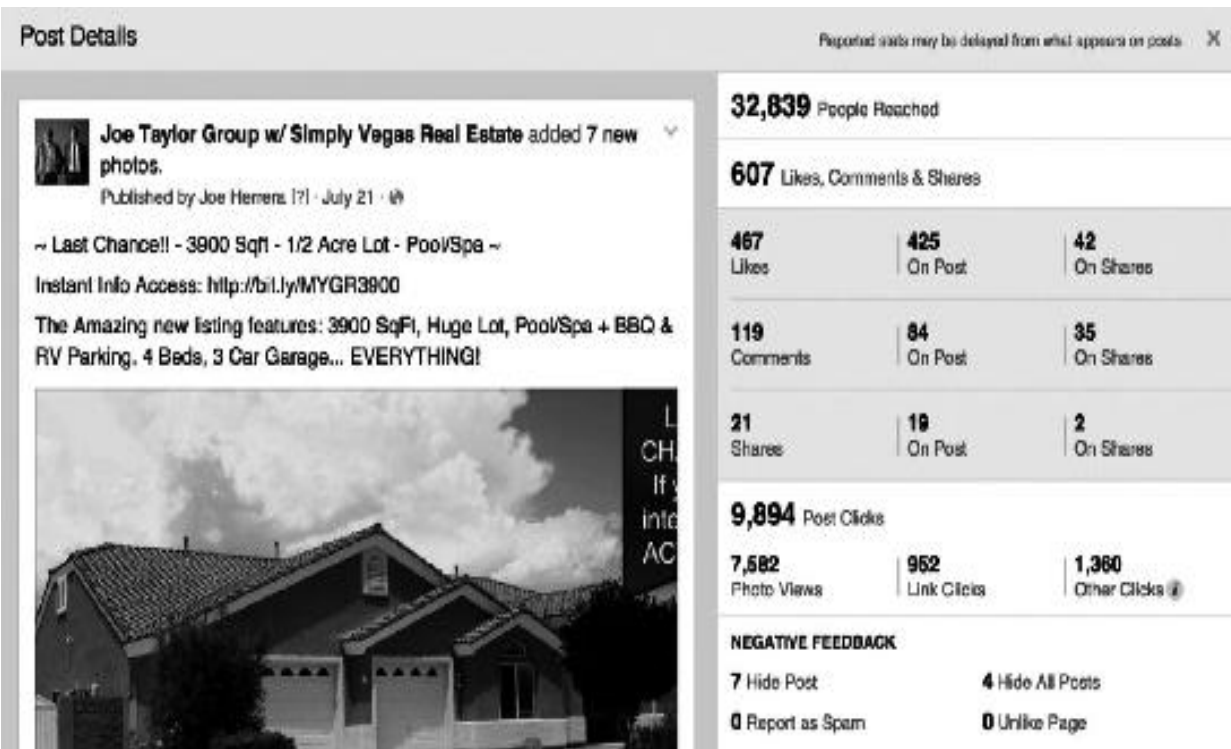 Post Details
Reported stats may be delayed from what appears on posts X
Joe Taylor Group w/ Simply Vegas Real Estate added 7 new
photos.
Published by Joe Herrera [?] · July 21 ·
~ Last Chance!! - 3900 Sqft - 1/2 Acre Lot - Pool/Spa ~
Instant Info Access: http://bit.ly/MYGR3900
The Amazing new listing features: 3900 SqFt, Huge Lot, Pool/Spa + BBQ &
RV Parking. 4 Beds, 3 Car Garage... EVERYTHING!
L
CHA
If y
inte
AC
32,839 People Reached
607 Likes, Comments & Shares
467 425 42
Likes On Post On Shares
119 84 35
Comments On Post On Shares
21 19 2
Shares On Post On Shares
9,894 Post Clicks
7,582 952 1,360
Photo Views Link Clicks Other Clicks i
NEGATIVE FEEDBACK
7 Hide Post 4 Hide All Posts
0 Report as Spam 0 Unlike Page